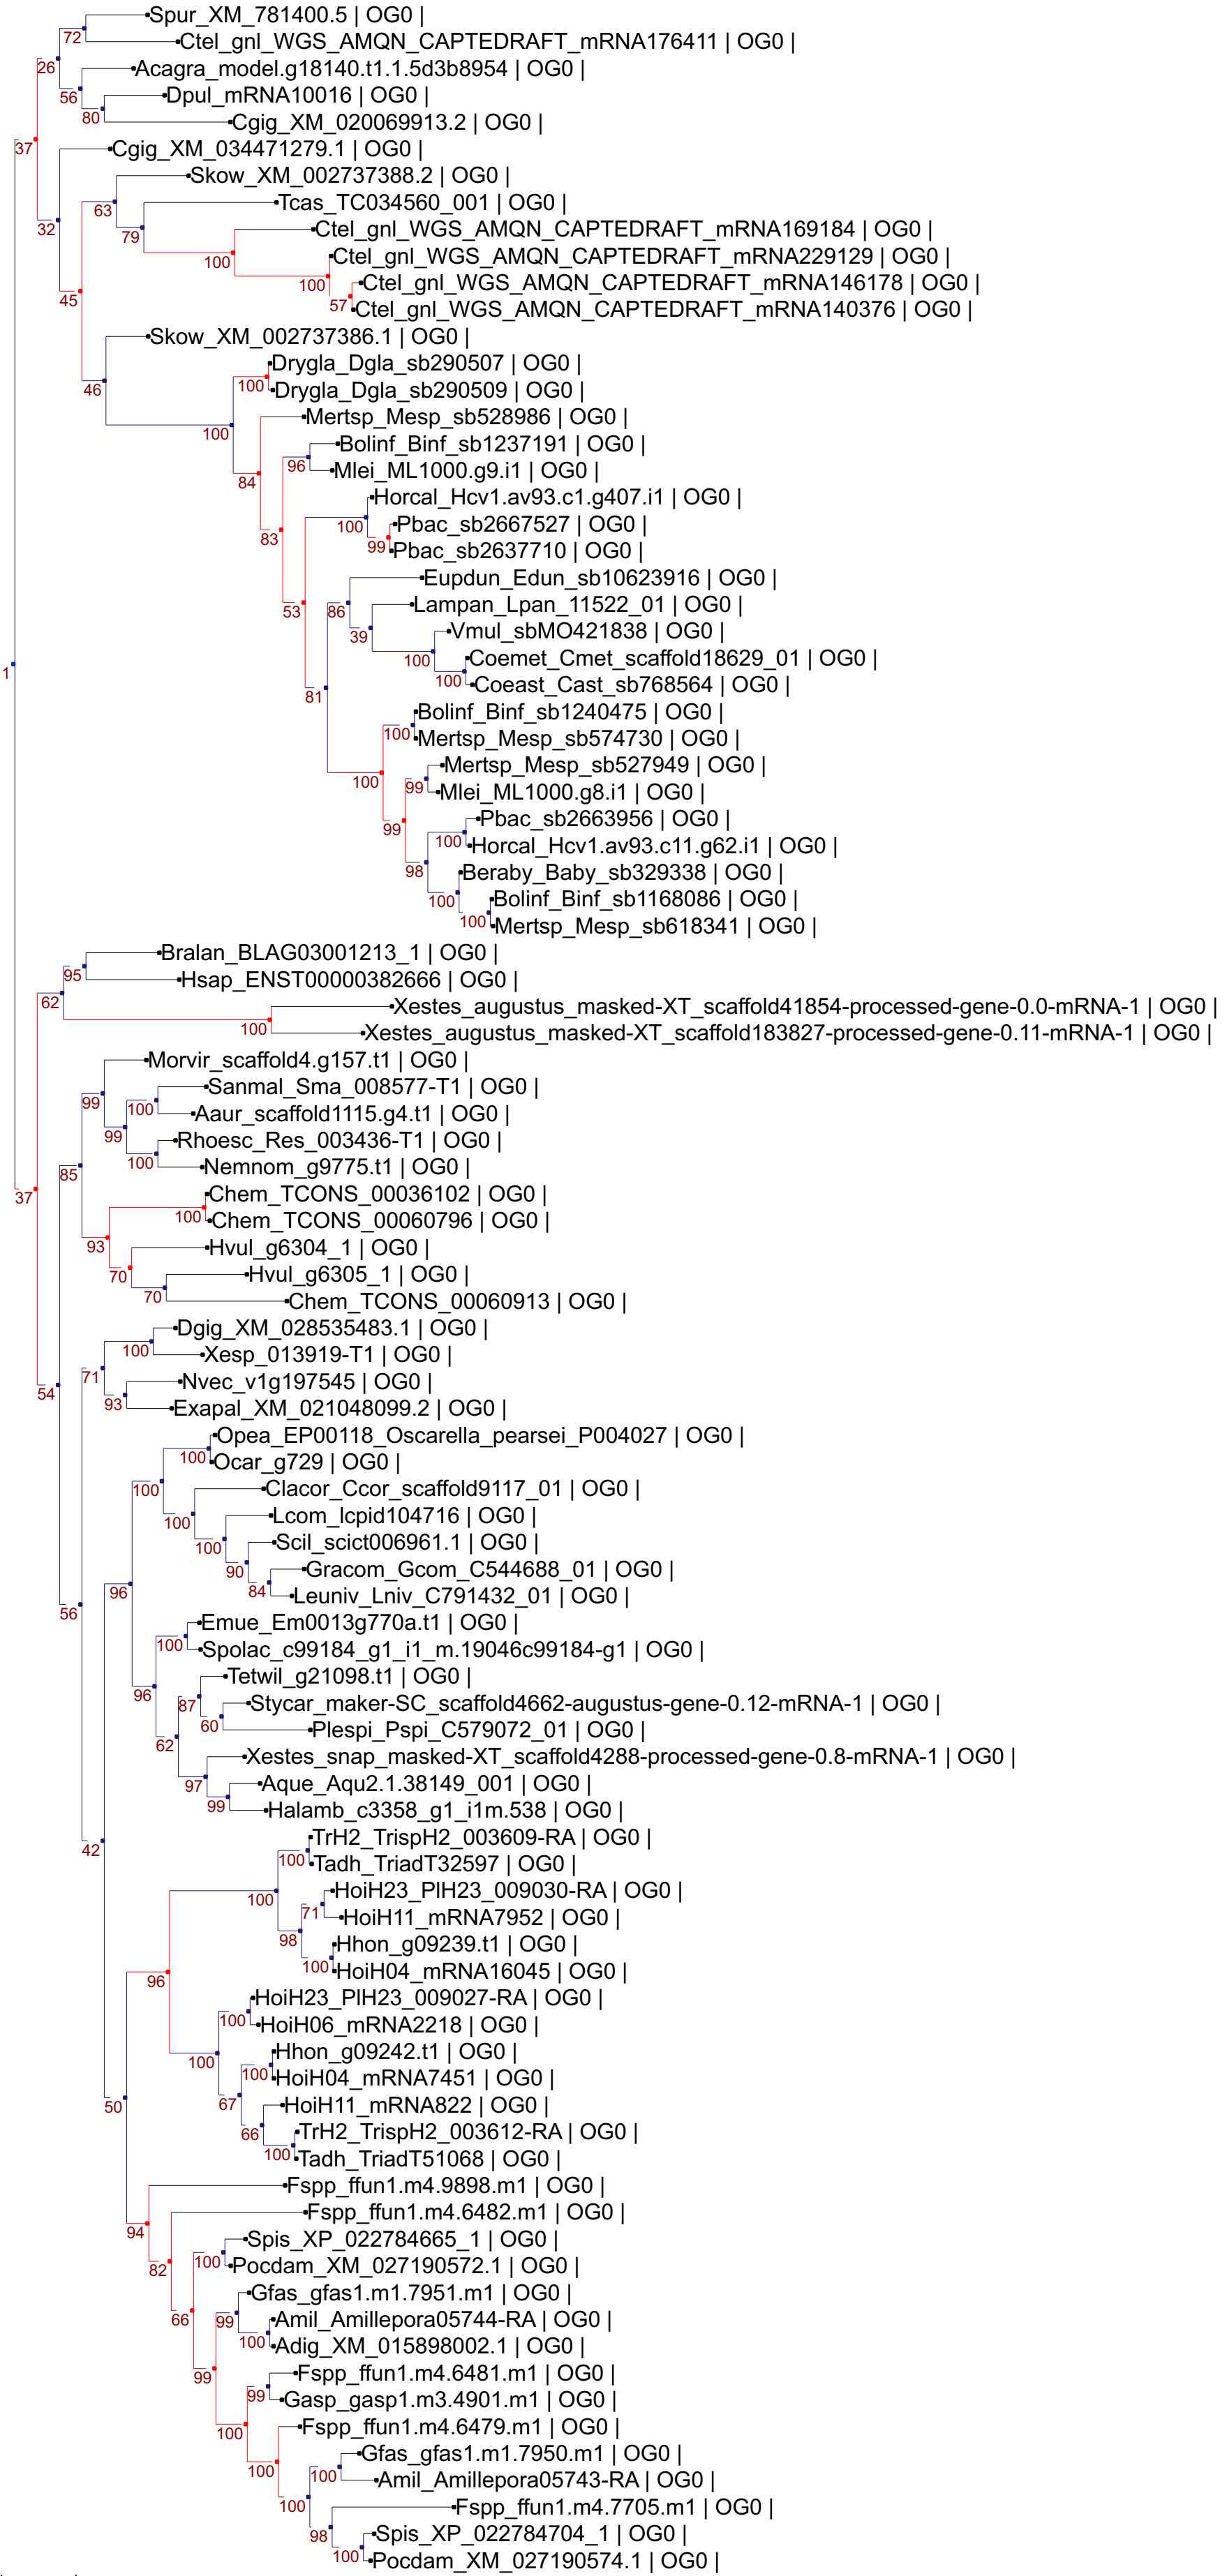 Spur_XM_781400.5 | OG0 |
72
Ctel_gnl_WGS_AMQN_CAPTEDRAFT_mRNA176411 | OG0 |
26
Acagra_model.g18140.t1.1.5d3b8954 | OG0 |
56
Dpul_mRNA10016 | OG0 |
80
Cgig_XM_020069913.2 | OG0 |
37
Cgig_XM_034471279.1 | OG0 |
Skow_XM_002737388.2 | OG0 |
63
Tcas_TC034560_001 | OG0 |
32
79
Ctel_gnl_WGS_AMQN_CAPTEDRAFT_mRNA169184 | OG0 |
100
Ctel_gnl_WGS_AMQN_CAPTEDRAFT_mRNA229129 | OG0 |
100
Ctel_gnl_WGS_AMQN_CAPTEDRAFT_mRNA146178 | OG0 |
45
57
Ctel_gnl_WGS_AMQN_CAPTEDRAFT_mRNA140376 | OG0 |
Skow_XM_002737386.1 | OG0 |
Drygla_Dgla_sb290507 | OG0 |
46
100
Drygla_Dgla_sb290509 | OG0 |
100
Mertsp_Mesp_sb528986 | OG0 |
Bolinf_Binf_sb1237191 | OG0 |
96
Mlei_ML1000.g9.i1 | OG0 |
84
Horcal_Hcv1.av93.c1.g407.i1 | OG0 |
100
Pbac_sb2667527 | OG0 |
83
99
Pbac_sb2637710 | OG0 |
Eupdun_Edun_sb10623916 | OG0 |
53
86
Lampan_Lpan_11522_01 | OG0 |
39
Vmul_sbMO421838 | OG0 |
100
Coemet_Cmet_scaffold18629_01 | OG0 |
1
100
Coeast_Cast_sb768564 | OG0 |
81
Bolinf_Binf_sb1240475 | OG0 |
100
Mertsp_Mesp_sb574730 | OG0 |
Mertsp_Mesp_sb527949 | OG0 |
100
99
Mlei_ML1000.g8.i1 | OG0 |
99
Pbac_sb2663956 | OG0 |
100
Horcal_Hcv1.av93.c11.g62.i1 | OG0 |
98
Beraby_Baby_sb329338 | OG0 |
100
Bolinf_Binf_sb1168086 | OG0 |
100
Mertsp_Mesp_sb618341 | OG0 |
Bralan_BLAG03001213_1 | OG0 |
95
Hsap_ENST00000382666 | OG0 |
62
Xestes_augustus_masked-XT_scaffold41854-processed-gene-0.0-mRNA-1 | OG0 |
100
Xestes_augustus_masked-XT_scaffold183827-processed-gene-0.11-mRNA-1 | OG0 |
Morvir_scaffold4.g157.t1 | OG0 |
Sanmal_Sma_008577-T1 | OG0 |
99
100
Aaur_scaffold1115.g4.t1 | OG0 |
99
Rhoesc_Res_003436-T1 | OG0 |
100
Nemnom_g9775.t1 | OG0 |
85
37
Chem_TCONS_00036102 | OG0 |
100
Chem_TCONS_00060796 | OG0 |
93
Hvul_g6304_1 | OG0 |
70
Hvul_g6305_1 | OG0 |
70
Chem_TCONS_00060913 | OG0 |
Dgig_XM_028535483.1 | OG0 |
100
Xesp_013919-T1 | OG0 |
71
Nvec_v1g197545 | OG0 |
54
93
Exapal_XM_021048099.2 | OG0 |
Opea_EP00118_Oscarella_pearsei_P004027 | OG0 |
100
Ocar_g729 | OG0 |
100
Clacor_Ccor_scaffold9117_01 | OG0 |
100
Lcom_lcpid104716 | OG0 |
100
Scil_scict006961.1 | OG0 |
90
Gracom_Gcom_C544688_01 | OG0 |
96
84
Leuniv_Lniv_C791432_01 | OG0 |
56
Emue_Em0013g770a.t1 | OG0 |
100
Spolac_c99184_g1_i1_m.19046c99184-g1 | OG0 |
Tetwil_g21098.t1 | OG0 |
96
87
Stycar_maker-SC_scaffold4662-augustus-gene-0.12-mRNA-1 | OG0 |
60
Plespi_Pspi_C579072_01 | OG0 |
62
Xestes_snap_masked-XT_scaffold4288-processed-gene-0.8-mRNA-1 | OG0 |
97
Aque_Aqu2.1.38149_001 | OG0 |
99
Halamb_c3358_g1_i1m.538 | OG0 |
TrH2_TrispH2_003609-RA | OG0 |
42
100
Tadh_TriadT32597 | OG0 |
HoiH23_PlH23_009030-RA | OG0 |
100
71
HoiH11_mRNA7952 | OG0 |
98
Hhon_g09239.t1 | OG0 |
100
HoiH04_mRNA16045 | OG0 |
96
HoiH23_PlH23_009027-RA | OG0 |
100
HoiH06_mRNA2218 | OG0 |
Hhon_g09242.t1 | OG0 |
100
100
HoiH04_mRNA7451 | OG0 |
67
HoiH11_mRNA822 | OG0 |
50
66
TrH2_TrispH2_003612-RA | OG0 |
100
Tadh_TriadT51068 | OG0 |
Fspp_ffun1.m4.9898.m1 | OG0 |
Fspp_ffun1.m4.6482.m1 | OG0 |
94
Spis_XP_022784665_1 | OG0 |
100
Pocdam_XM_027190572.1 | OG0 |
82
Gfas_gfas1.m1.7951.m1 | OG0 |
66
99
Amil_Amillepora05744-RA | OG0 |
100
Adig_XM_015898002.1 | OG0 |
99
Fspp_ffun1.m4.6481.m1 | OG0 |
99
Gasp_gasp1.m3.4901.m1 | OG0 |
100
Fspp_ffun1.m4.6479.m1 | OG0 |
Gfas_gfas1.m1.7950.m1 | OG0 |
100
100
Amil_Amillepora05743-RA | OG0 |
100
Fspp_ffun1.m4.7705.m1 | OG0 |
98
Spis_XP_022784704_1 | OG0 |
100
Pocdam_XM_027190574.1 | OG0 |